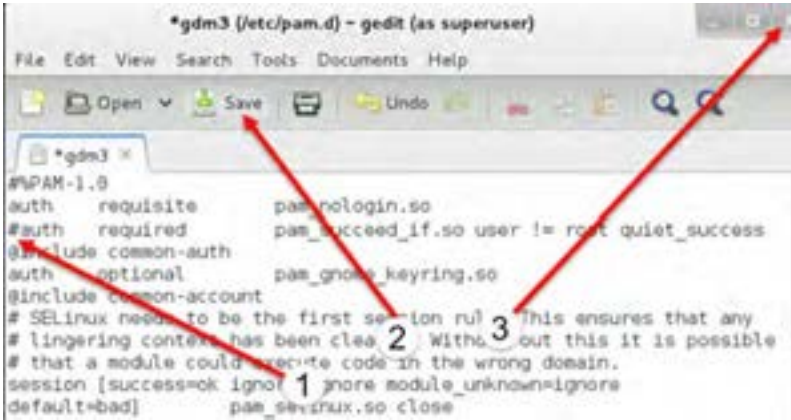 *gdm3 (/etc/pam.d) - gedit (as superuser)
File Edit View Search Tools Documents Help
Open Save Undo
*gdm3 ×
#%PAM-1.0
auth requisite pam_nologin.so
#auth required pam_succeed_if.so user != root quiet_success
@include common-auth
auth optional pam_gnome_keyring.so
@include common-account
# SELinux needs to be the first session rule. This ensures that any
# lingering context has been cleared. Without this it is possible
# that a module could execute code in the wrong domain.
session [success=ok ignore=ignore module_unknown=ignore
default=bad] pam_selinux.so close
1
2
3